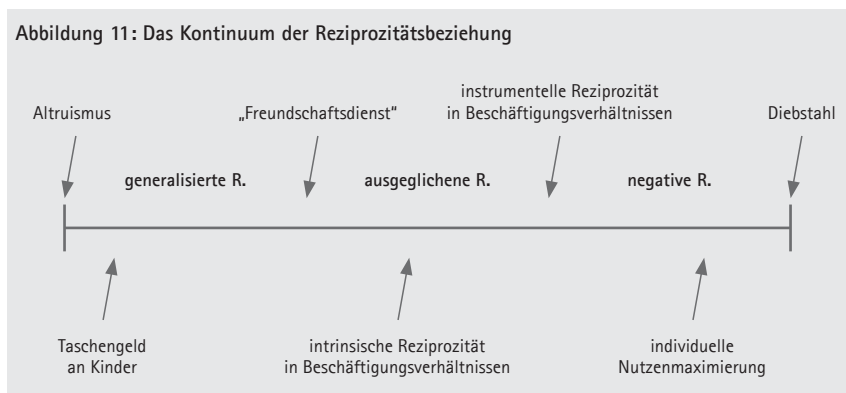 Abbildung 11: Das Kontinuum der Reziprozitätsbeziehung
instrumentelle Reziprozität
Altruismus „Freundschaftsdienst“ in Beschäftigungsverhältnissen Diebstahl
generalisierte R. ausgeglichene R. negative R.
Taschengeld intrinsische Reziprozität individuelle
an Kinder in Beschäftigungsverhältnissen Nutzenmaximierung